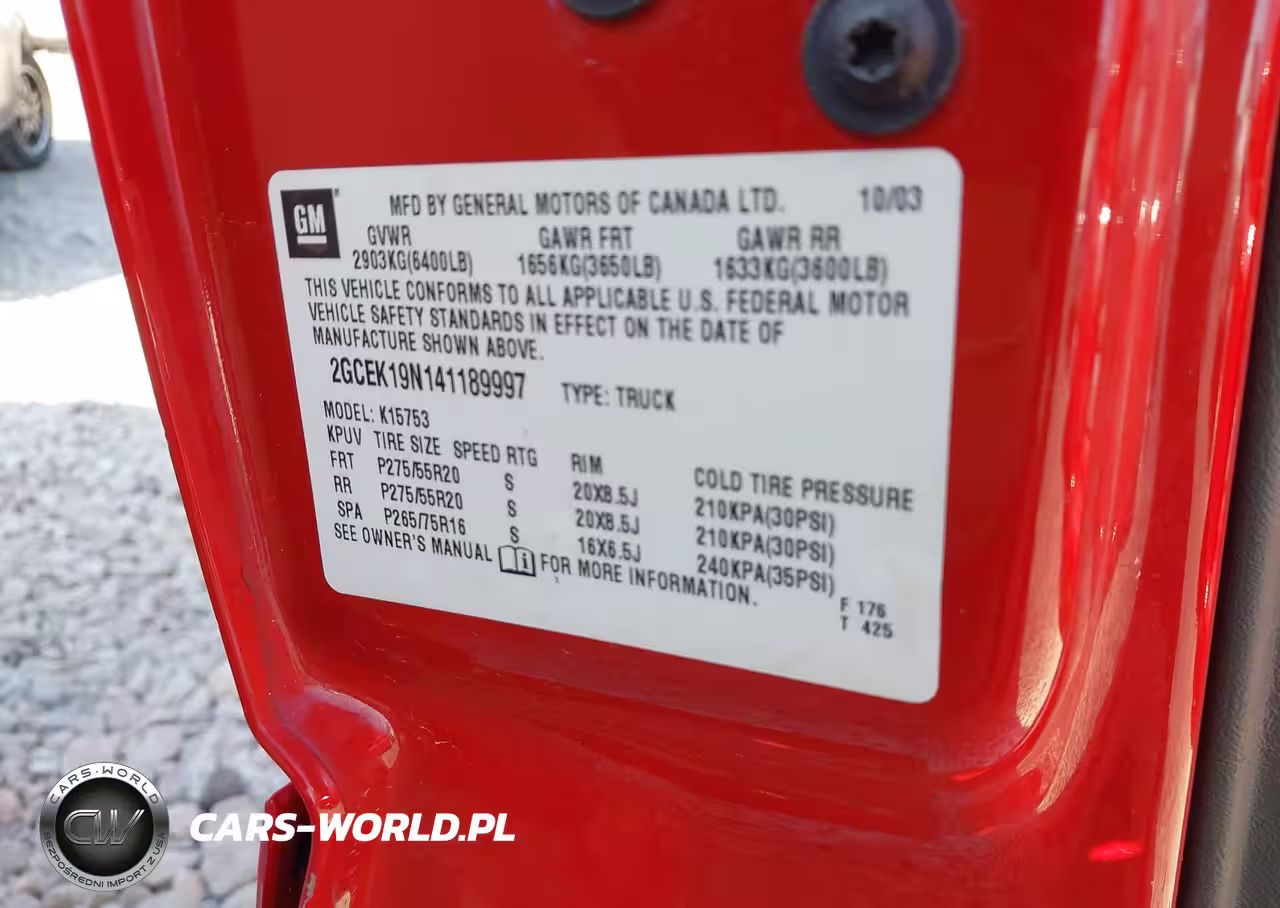 GM
MFD BY GENERAL MOTORS OF CANADA LTD. 10/03
GVWR GAWR FRT GAWR RR
2903KG(6400LB) 1656KG(3650LB) 1633KG(3600LB)
THIS VEHICLE CONFORMS TO ALL APPLICABLE U.S. FEDERAL MOTOR
VEHICLE SAFETY STANDARDS IN EFFECT ON THE DATE OF
MANUFACTURE SHOWN ABOVE.
2GCEK19N141189997 TYPE: TRUCK
MODEL: K15753
KPUV TIRE SIZE SPEED RTG RIM COLD TIRE PRESSURE
FRT P275/55R20 S 20X8.5J 210KPA(30PSI)
RR P275/55R20 S 20X8.5J 210KPA(30PSI)
SPA P265/75R16 S 16X6.5J 240KPA(35PSI)
SEE OWNER'S MANUAL FOR MORE INFORMATION.
F 176
T 425
CARS-WORLD
CW
BEZPOŚREDNI IMPORT Z USA
CARS-WORLD.PL